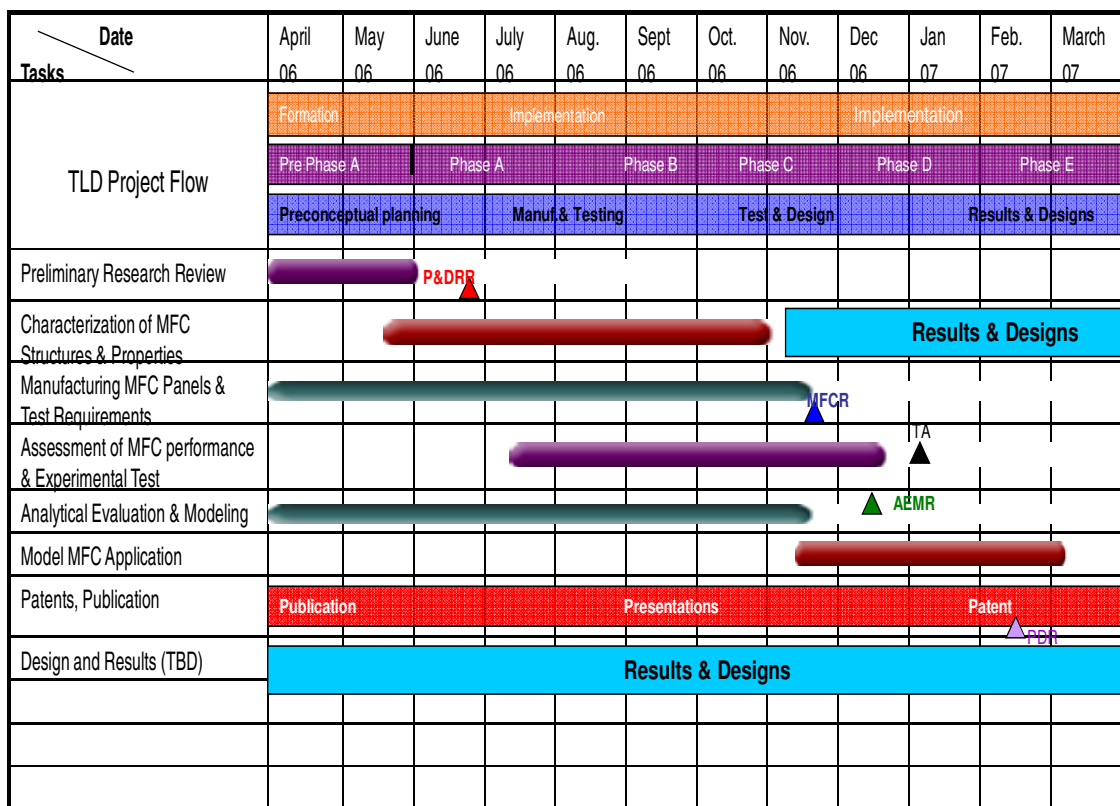 Date
Tasks
April
06
May
06
June
06
July
06
Aug.
06
Sept
06
Oct.
06
Nov.
06
Dec
06
Jan
07
Feb.
07
March
07
TLD Project Flow
Formation
Implementation
Implementation
Pre Phase A
Phase A
Phase B
Phase C
Phase D
Phase E
Preconceptual planning
Manuf.& Testing
Test & Design
Results & Designs
Preliminary Research Review
P&DRR
Characterization of MFC
Structures & Properties
Results & Designs
Manufacturing MFC Panels &
Test Requirements
MFCR
Assessment of MFC performance
& Experimental Test
TA
Analytical Evaluation & Modeling
AEMR
Model MFC Application
Patents, Publication
Publication
Presentations
Patent
PDR
Design and Results (TBD)
Results & Designs